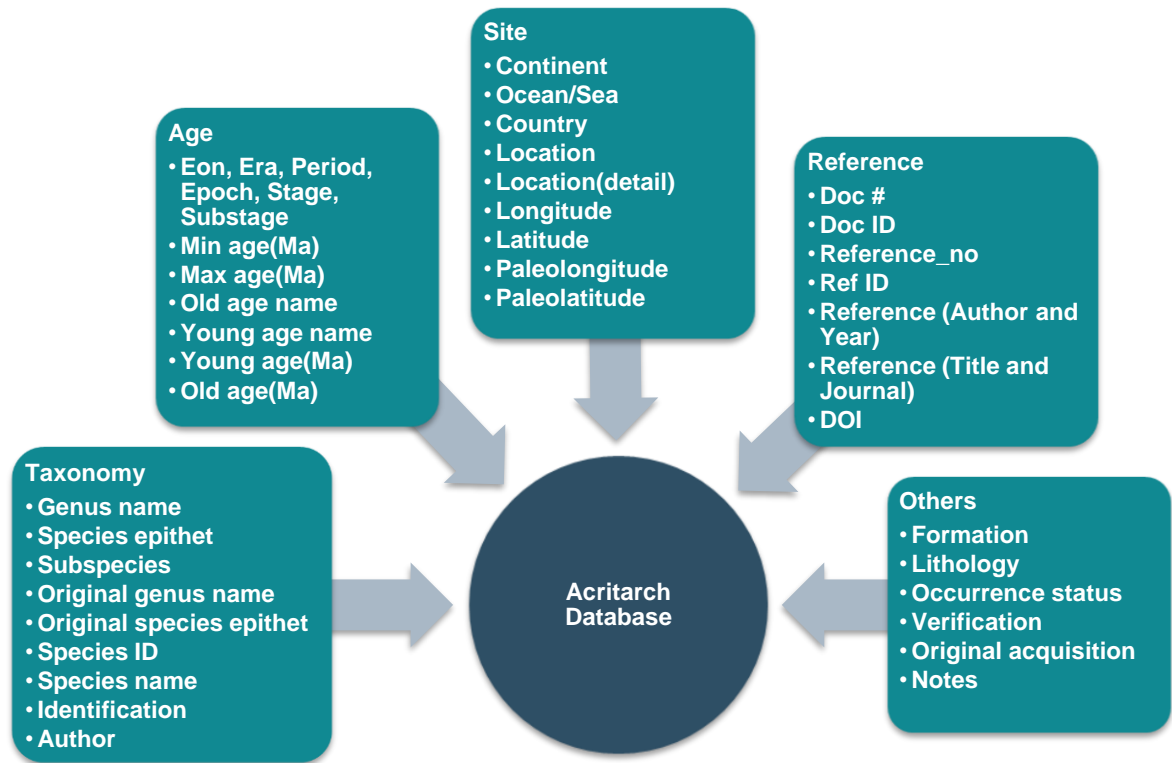 Site
• Continent
• Ocean/Sea
• Country
• Location
• Location(detail)
• Longitude
• Latitude
• Paleolongitude
• Paleolatitude
Age
• Eon, Era, Period,
Epoch, Stage,
Substage
• Min age(Ma)
• Max age(Ma)
• Old age name
• Young age name
• Young age(Ma)
• Old age(Ma)
Reference
• Doc #
• Doc ID
• Reference_no
• Ref ID
• Reference (Author and
Year)
• Reference (Title and
Journal)
• DOI
Taxonomy
• Genus name
• Species epithet
• Subspecies
• Original genus name
• Original species epithet
• Species ID
• Species name
• Identification
• Author
Acritarch
Database
Others
• Formation
• Lithology
• Occurrence status
• Verification
• Original acquisition
• Notes